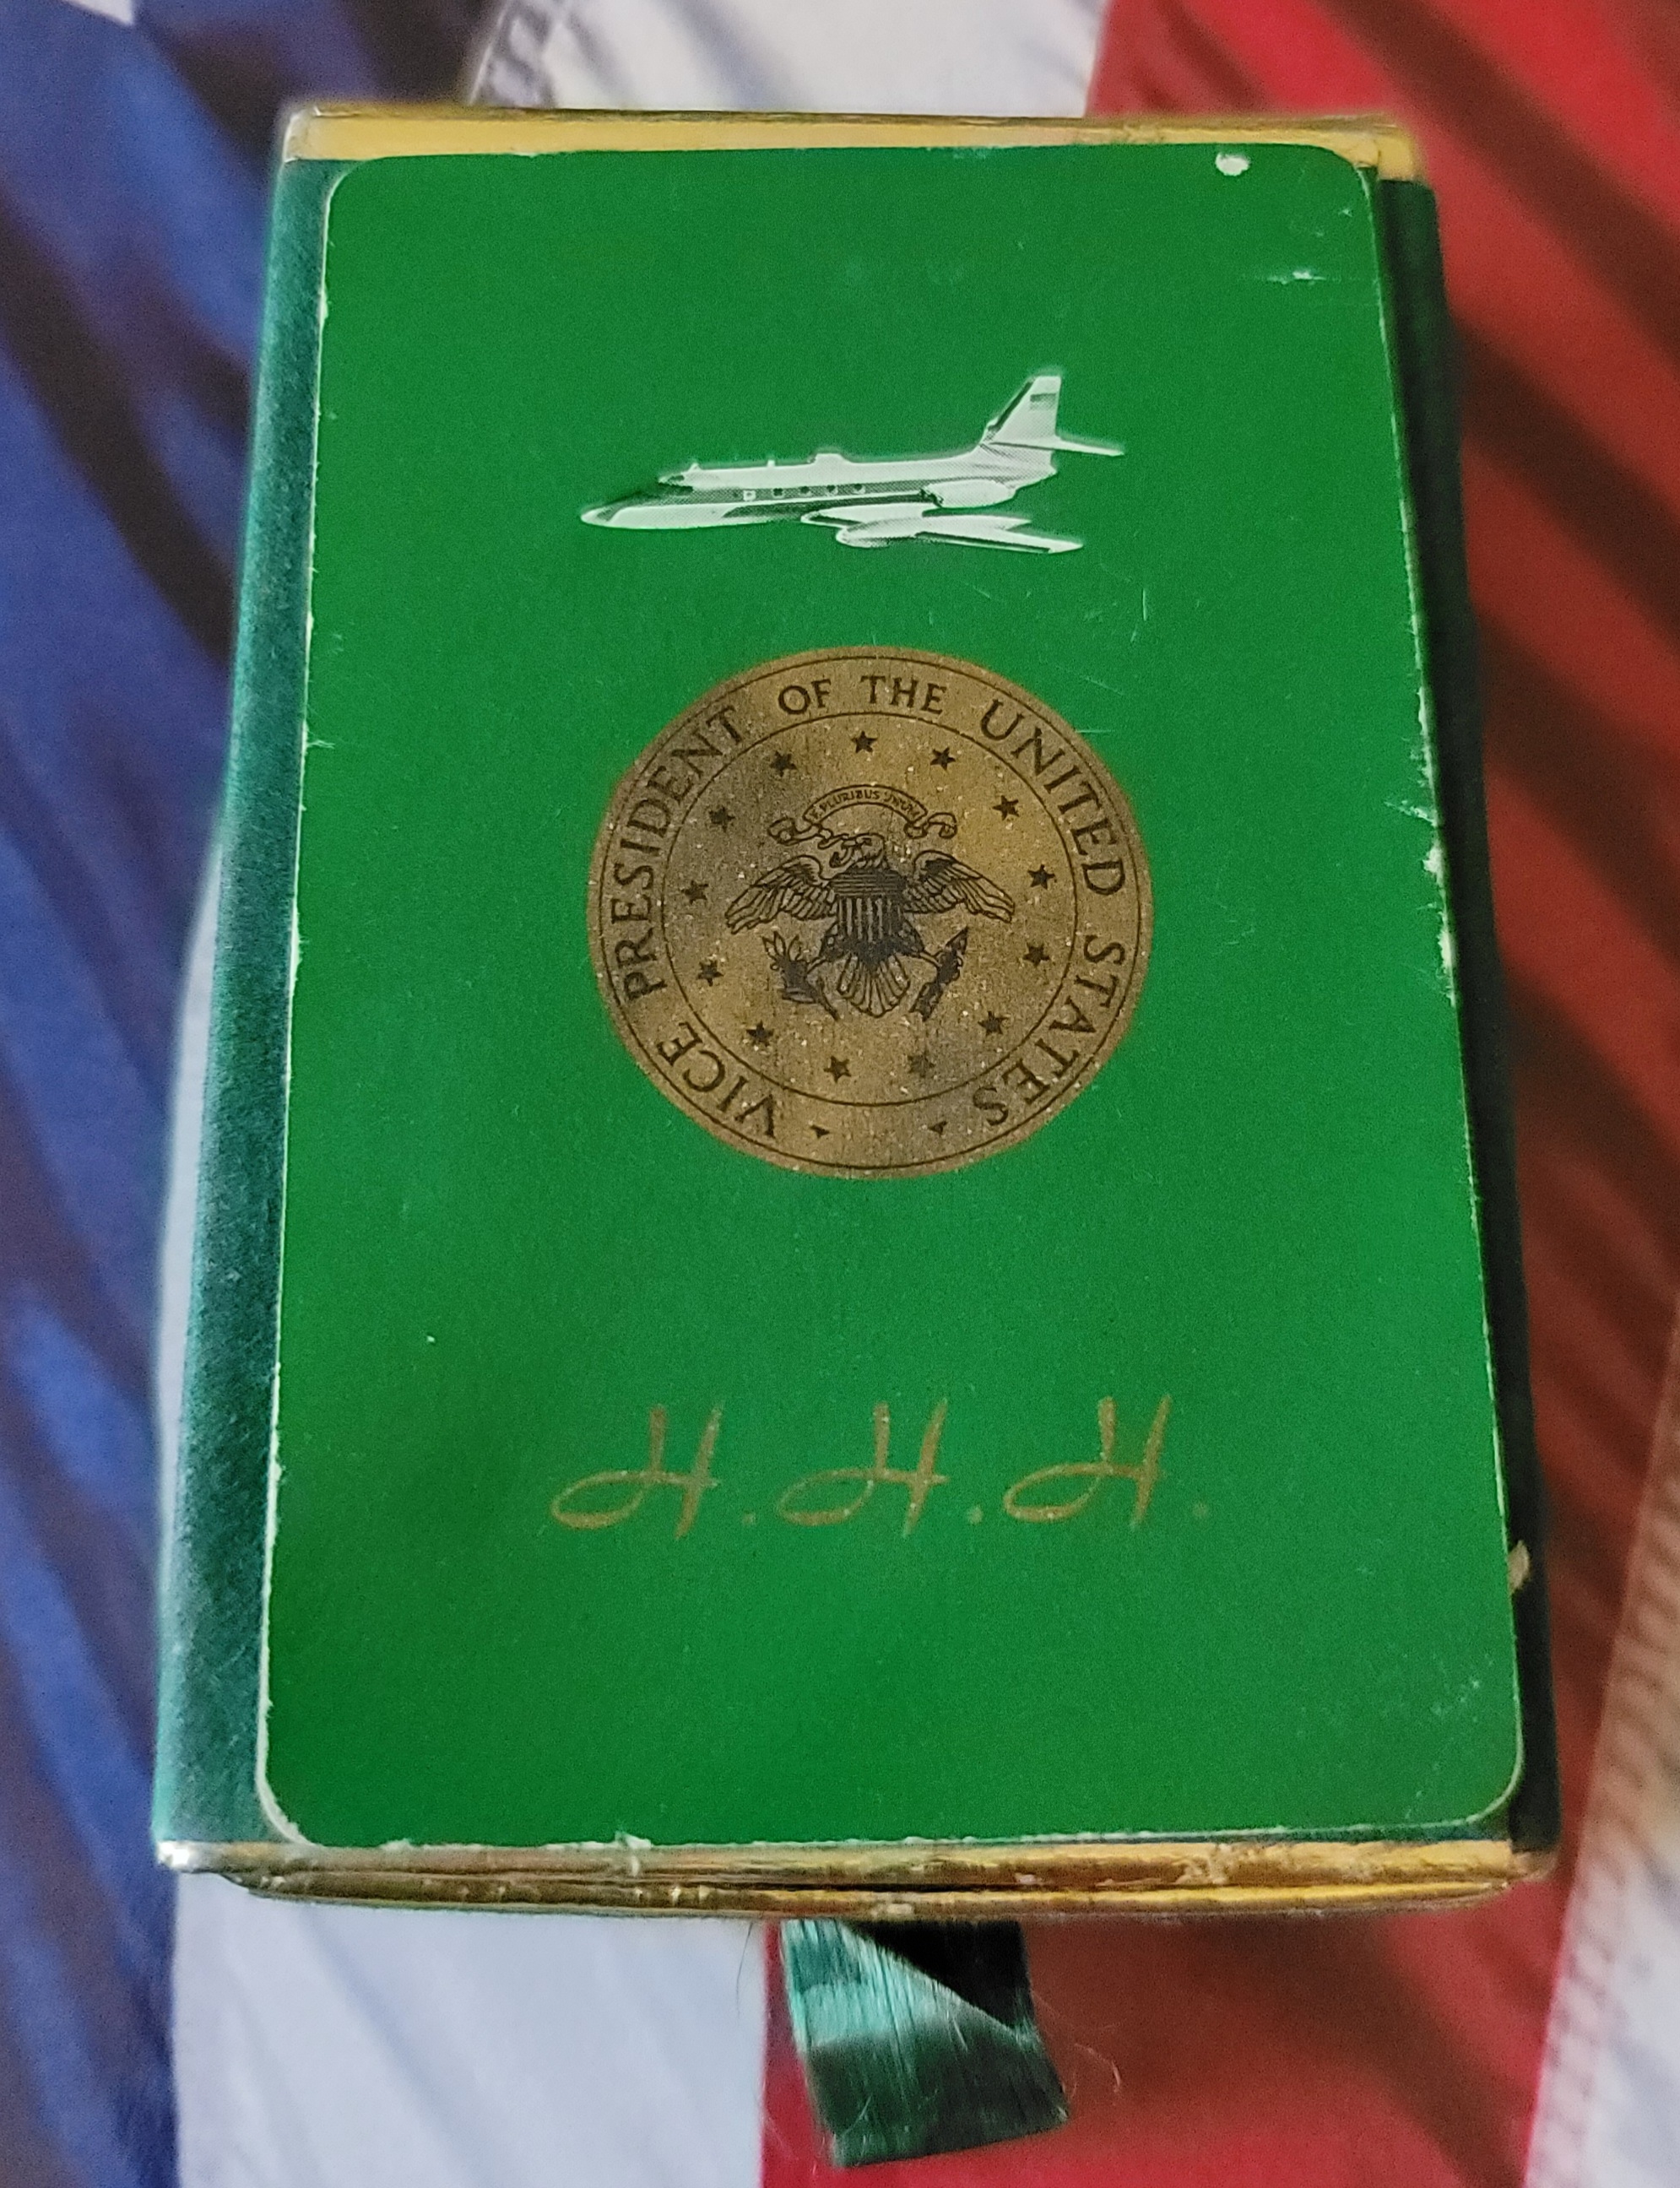 VICE PRESIDENT OF THE UNITED STATES
E PLURIBUS UNUM
H.H.H.